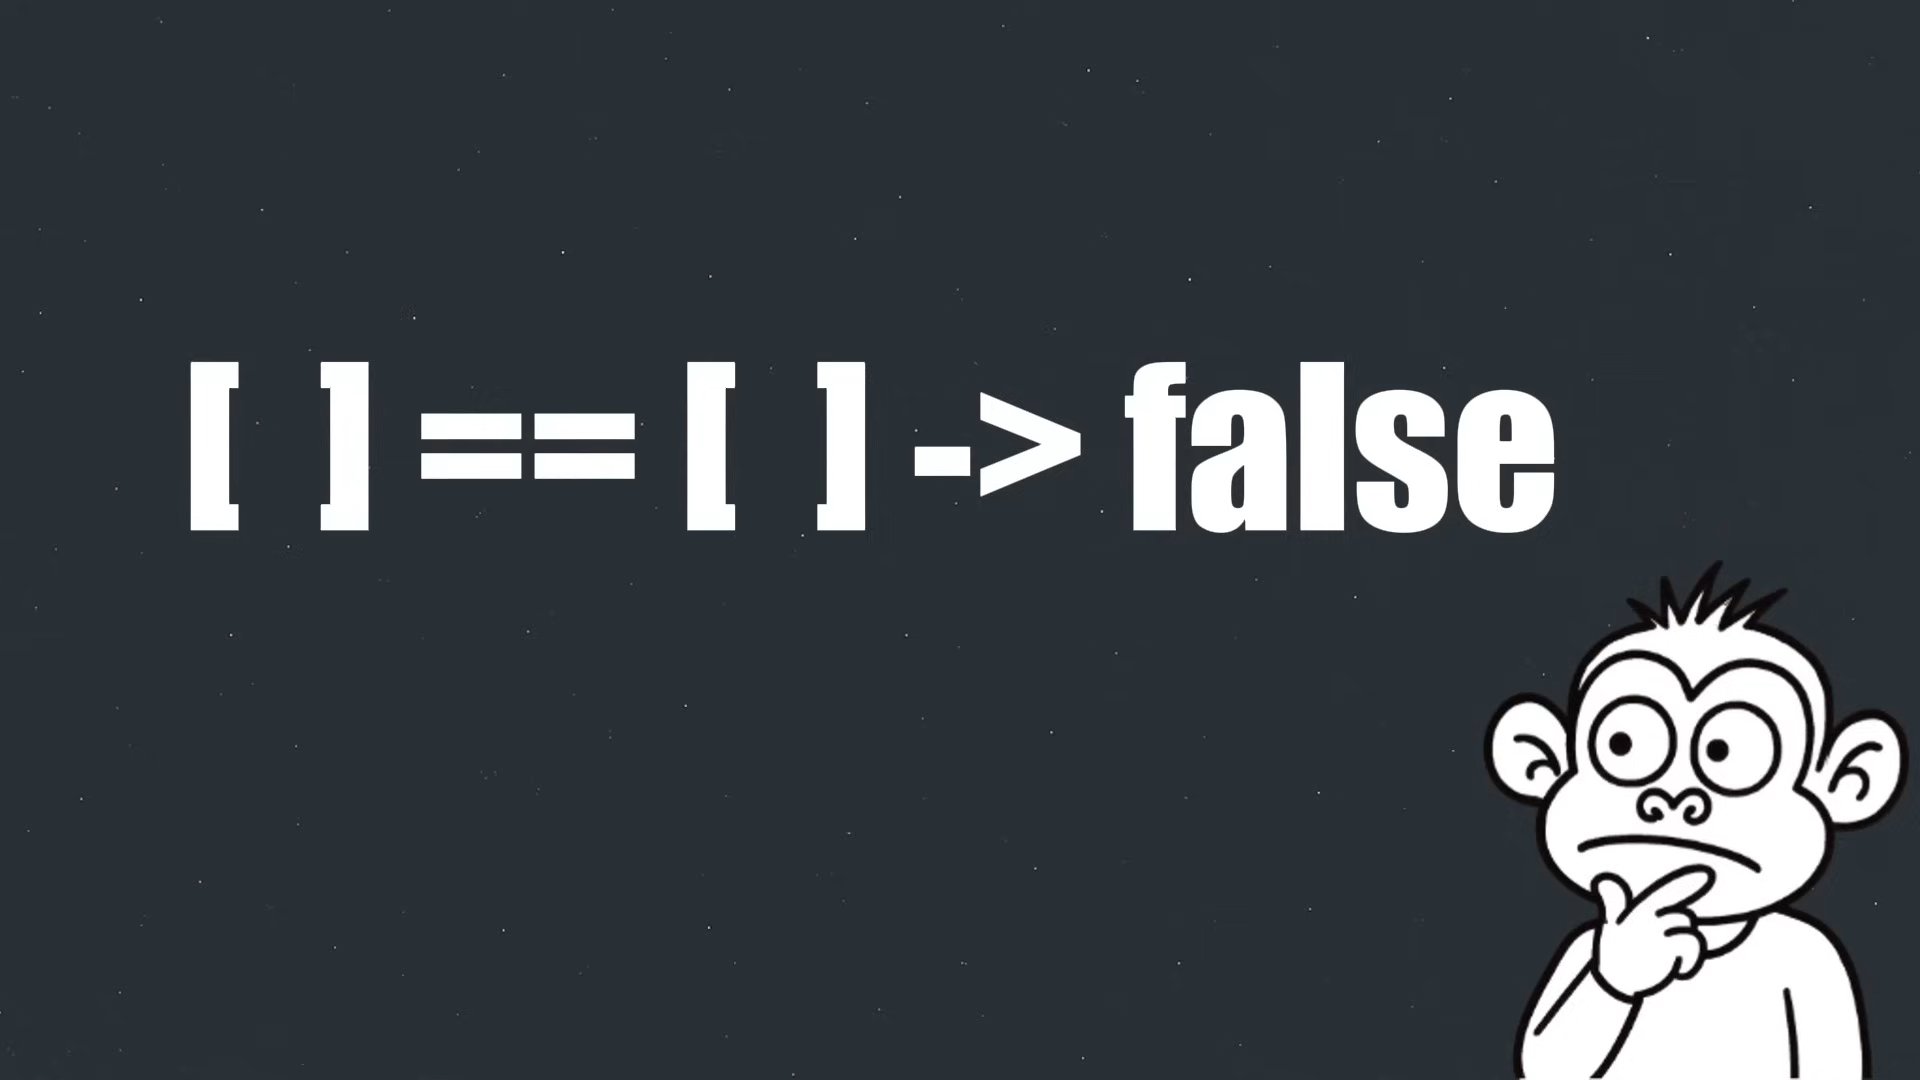 [ ] == [ ] -> false